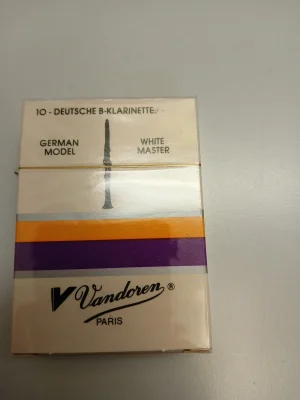 10 - DEUTSCHE B-KLARINETTE
GERMAN MODEL
WHITE MASTER
V Vandoren ®
PARIS